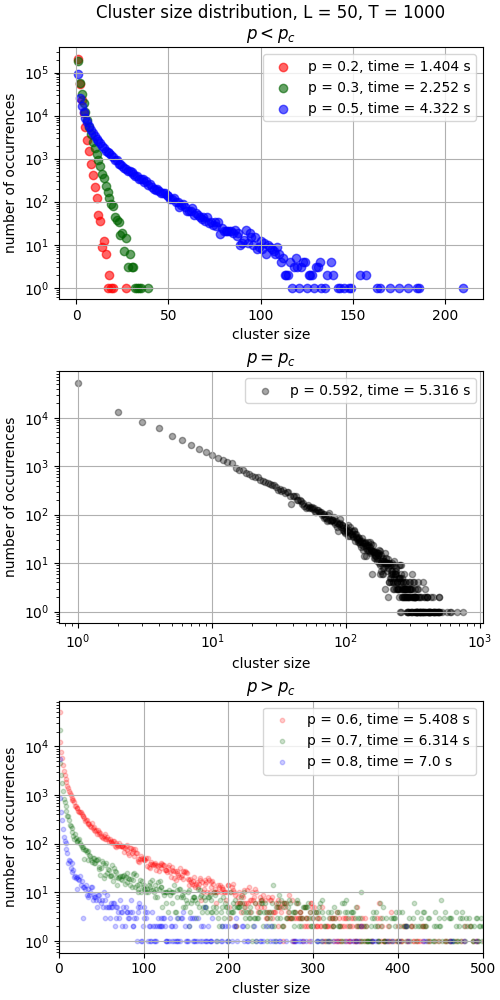 Cluster size distribution, L = 50, T = 1000
p < p_c
number of occurrences
10^5
10^4
10^3
10^2
10^1
10^0
p = 0.2, time = 1.404 s
p = 0.3, time = 2.252 s
p = 0.5, time = 4.322 s
0 50 100 150 200
cluster size
p = p_c
number of occurrences
10^4
10^3
10^2
10^1
10^0
p = 0.592, time = 5.316 s
10^0 10^1 10^2 10^3
cluster size
p > p_c
number of occurrences
10^4
10^3
10^2
10^1
10^0
p = 0.6, time = 5.408 s
p = 0.7, time = 6.314 s
p = 0.8, time = 7.0 s
0 100 200 300 400 500
cluster size